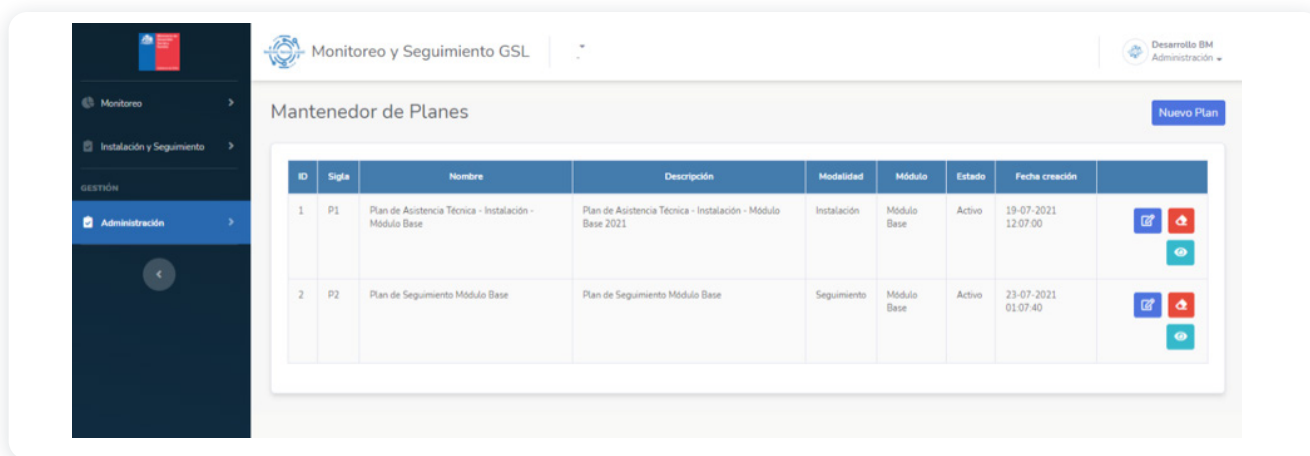 Monitoreo y Seguimiento GSL
Desarrollo BM
Administración
Monitoreo
Instalación y Seguimiento
GESTIÓN
Administración
Mantenedor de Planes
Nuevo Plan
ID Sigla Nombre Descripción Modalidad Módulo Estado Fecha creación
1 P1 Plan de Asistencia Técnica - Instalación - Plan de Asistencia Técnica - Instalación - Módulo Instalación Módulo Activo 19-07-2021
Módulo Base Base 2021 Base 12:07:00
2 P2 Plan de Seguimiento Módulo Base Plan de Seguimiento Módulo Base Seguimiento Módulo Activo 23-07-2021
Base 01:07:40